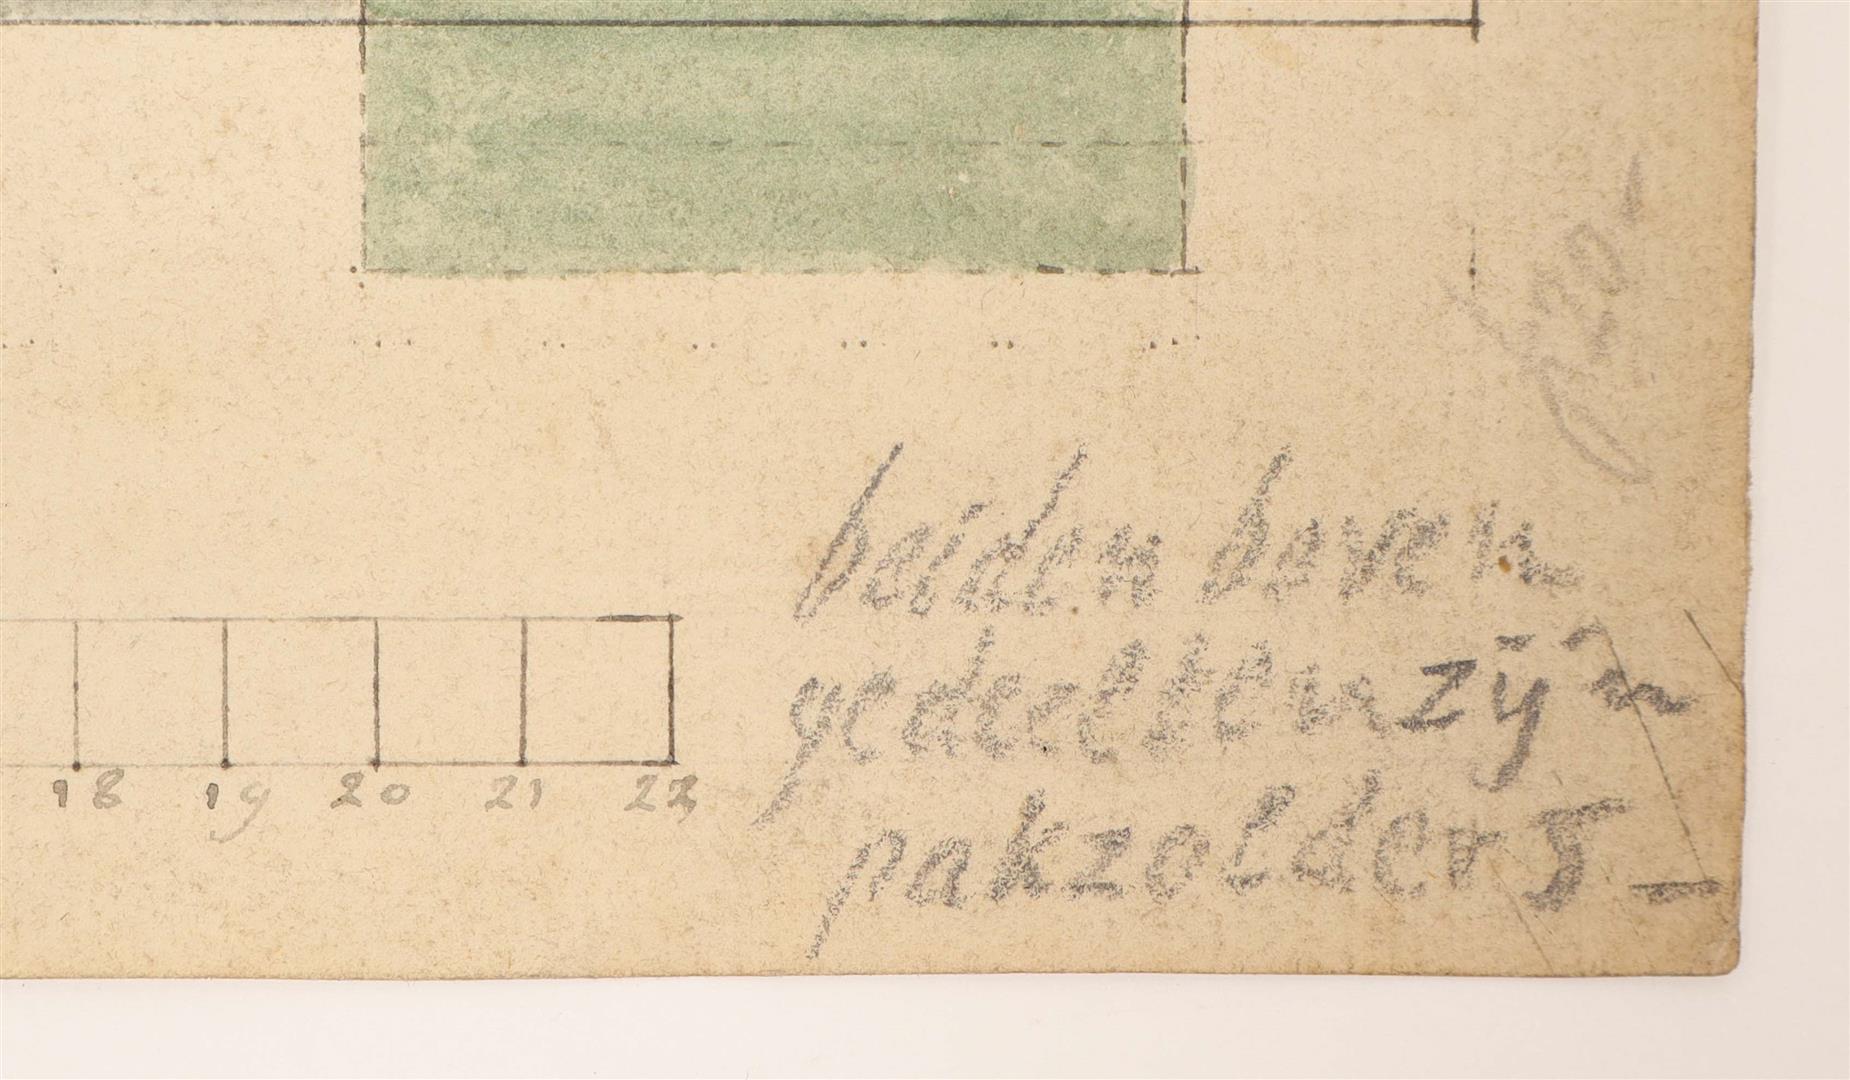 beiden boven
gedeelten zijn
pakzolders —
18 19 20 21 22